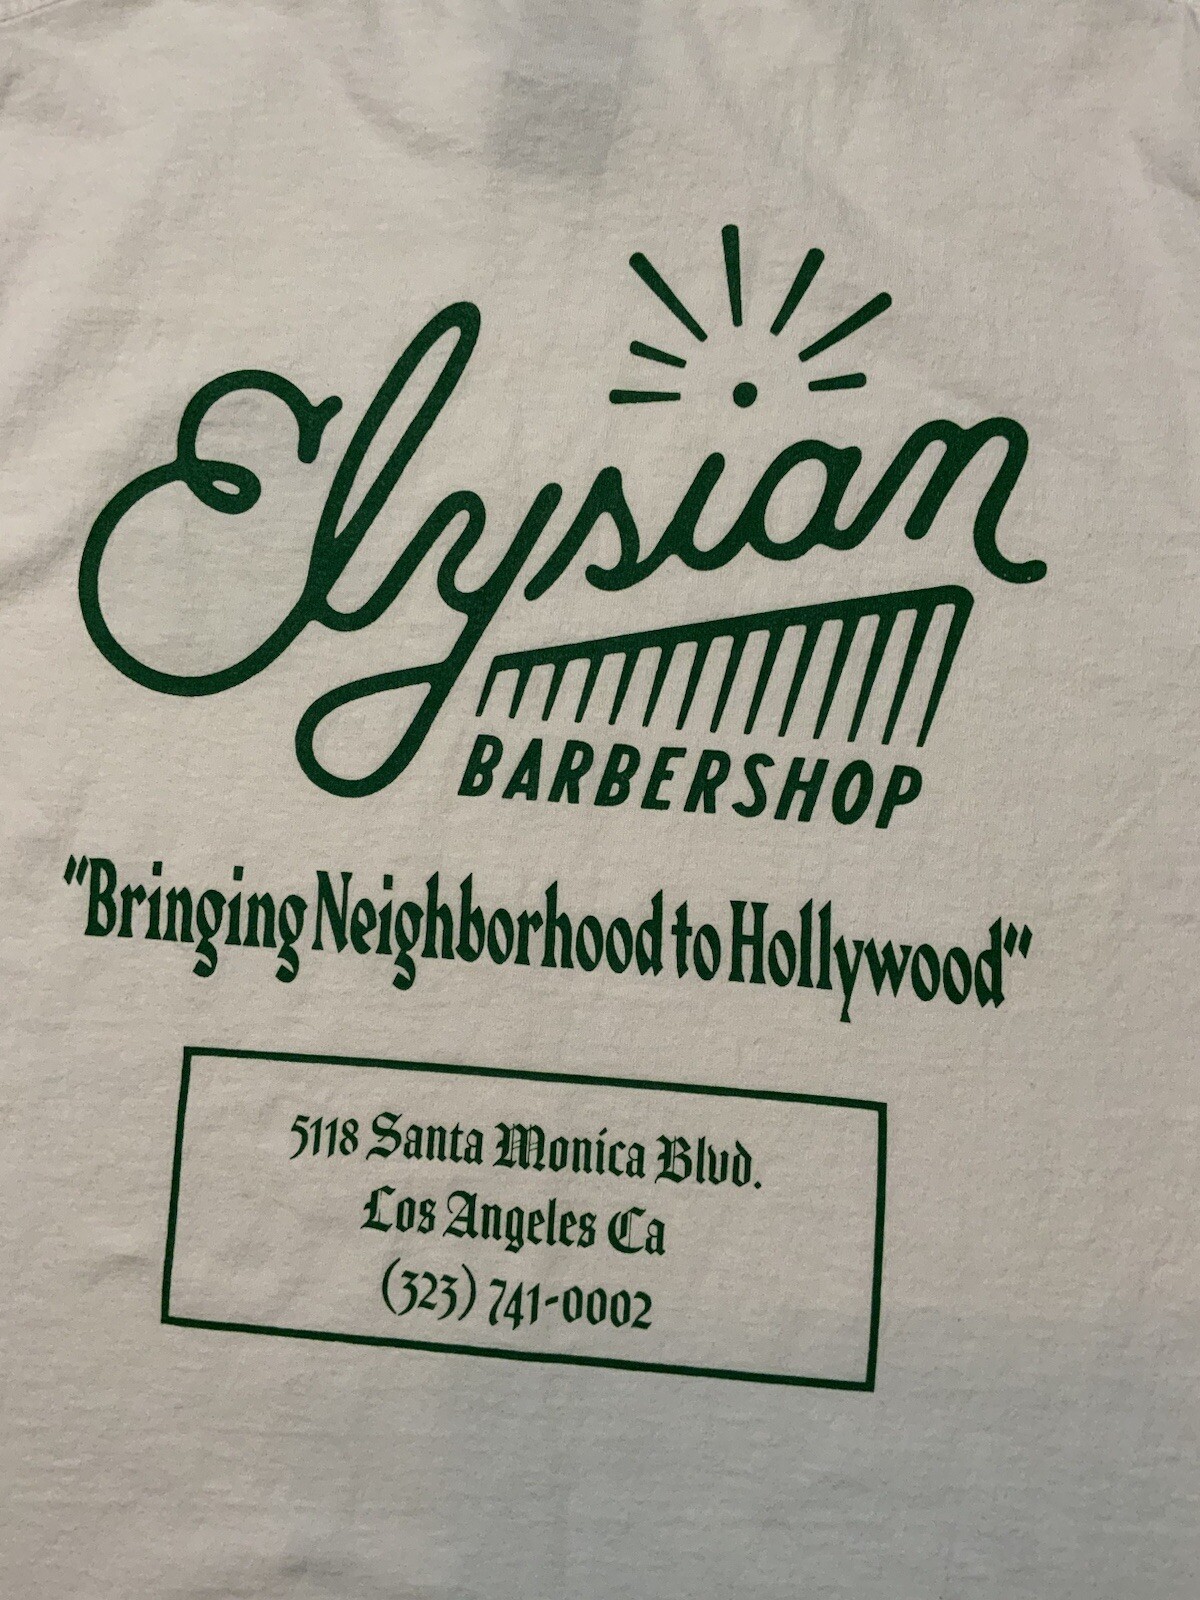 Elysian
BARBERSHOP
"Bringing Neighborhood to Hollywood"
5118 Santa Monica Blvd.
Los Angeles Ca
(323) 741-0002